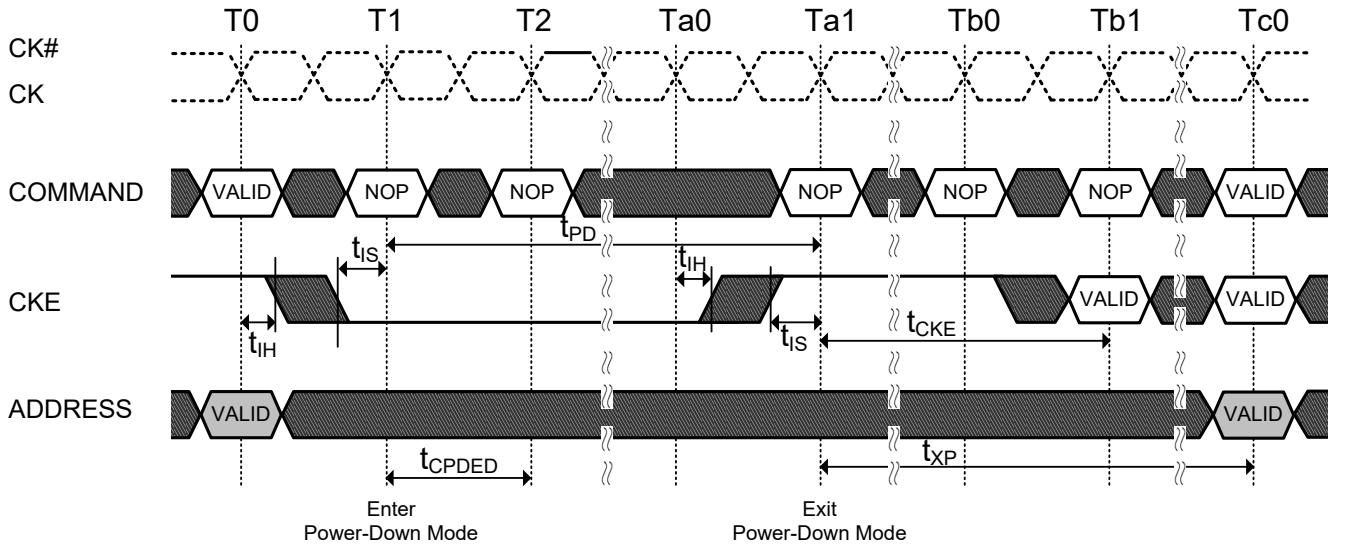 T0 T1 T2 Ta0 Ta1 Tb0 Tb1 Tc0
CK#
CK
COMMAND VALID NOP NOP NOP NOP NOP VALID
tPD
tIS tIH
CKE VALID VALID
tIH tIS tCKE
ADDRESS VALID VALID
tCPDED tXP
Enter
Power-Down Mode
Exit
Power-Down Mode